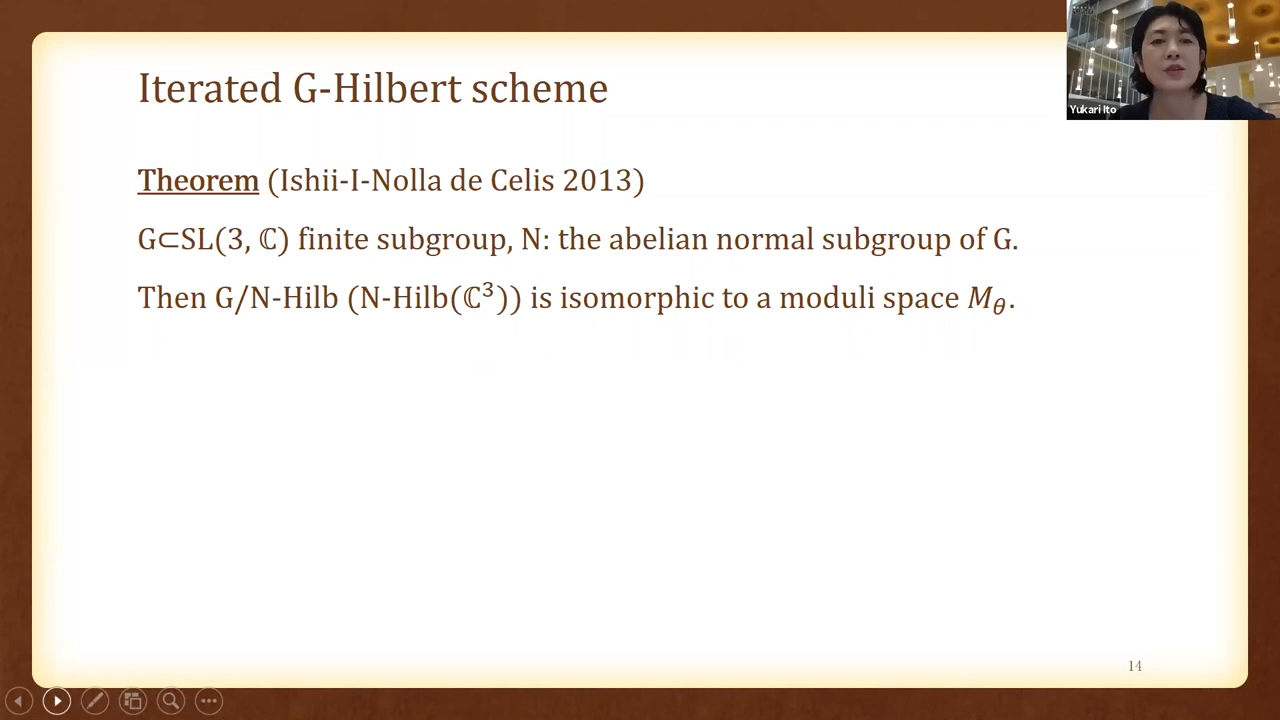 Iterated G-Hilbert scheme
Yukari Ito
Theorem (Ishii-I-Nolla de Celis 2013)
G⊂SL(3, ℂ) finite subgroup, N: the abelian normal subgroup of G.
Then G/N-Hilb (N-Hilb(ℂ³)) is isomorphic to a moduli space M_θ.
14